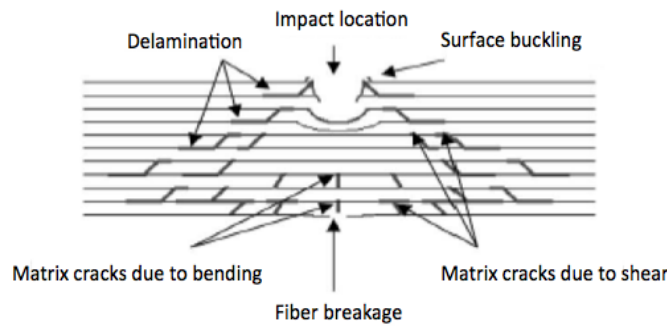 Impact location
Delamination
Surface buckling
Matrix cracks due to bending
Matrix cracks due to shear
Fiber breakage